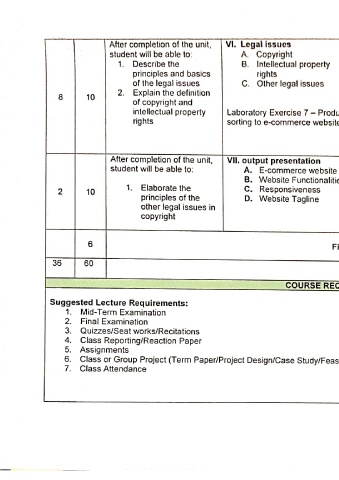 After completion of the unit,
student will be able to:
1. Describe the
principles and basics
of the legal issues
2. Explain the definition
of copyright and
intellectual property
rights
8
10
VI. Legal issues
A. Copyright
B. Intellectual property
rights
C. Other legal issues
Laboratory Exercise 7 – Produ
sorting to e-commerce website
After completion of the unit,
student will be able to:
1. Elaborate the
principles of the
other legal issues in
copyright
2
10
VII. output presentation
A. E-commerce website
B. Website Functionalitie
C. Responsiveness
D. Website Tagline
6
Fi
36
60
COURSE REQ
Suggested Lecture Requirements:
1. Mid-Term Examination
2. Final Examination
3. Quizzes/Seat works/Recitations
4. Class Reporting/Reaction Paper
5. Assignments
6. Class or Group Project (Term Paper/Project Design/Case Study/Feas
7. Class Attendance